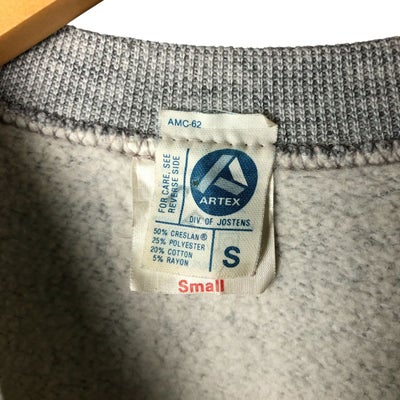 AMC-62
FOR CARE, SEE
REVERSE SIDE
ARTEX
DIV. OF JOSTENS
50% CRESLAN®
25% POLYESTER
20% COTTON
5% RAYON
S
Small